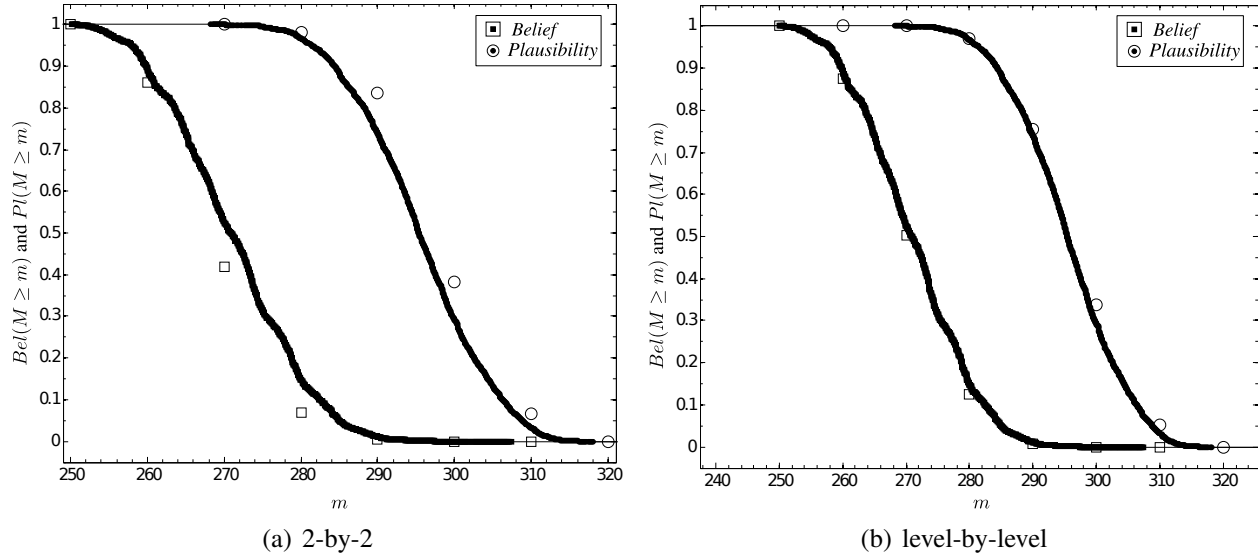 1
0.9
0.8
0.7
0.6
0.5
0.4
0.3
0.2
0.1
0
Bel(M ≥ m) and Pl(M ≥ m)
Belief
Plausibility
250 260 270 280 290 300 310 320
m
(a) 2-by-2
1
0.9
0.8
0.7
0.6
0.5
0.4
0.3
0.2
0.1
0
Bel(M ≥ m) and Pl(M ≥ m)
Belief
Plausibility
240 250 260 270 280 290 300 310 320
m
(b) level-by-level